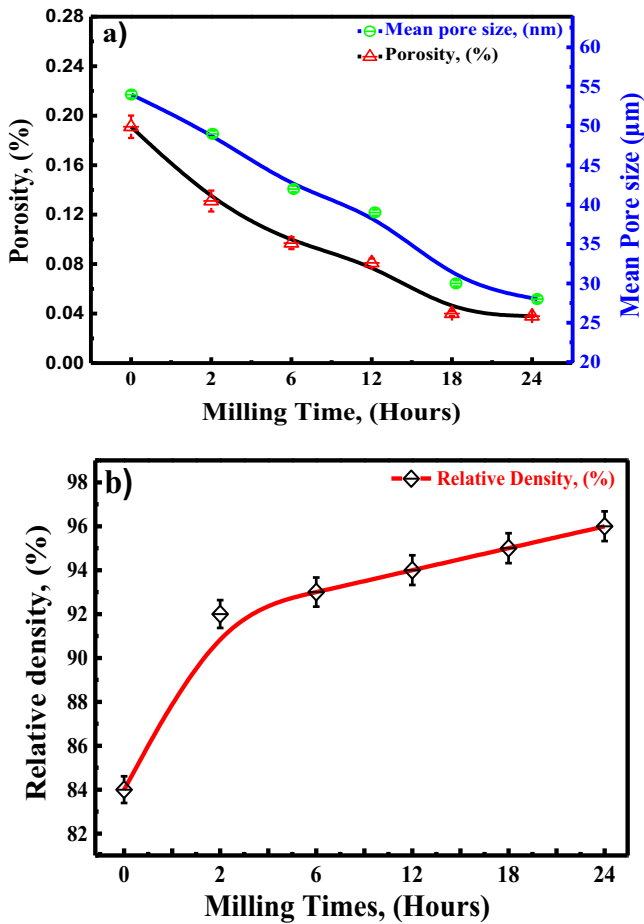 a)
Mean pore size, (nm)
Porosity, (%)
Porosity, (%)
0.28
0.24
0.20
0.16
0.12
0.08
0.04
0.00
60
55
50
45
40
35
30
25
20
Mean Pore size (μm)
0 2 6 12 18 24
Milling Time, (Hours)
b)
Relative Density, (%)
Relative density, (%)
98
96
94
92
90
88
86
84
82
0 2 6 12 18 24
Milling Times, (Hours)